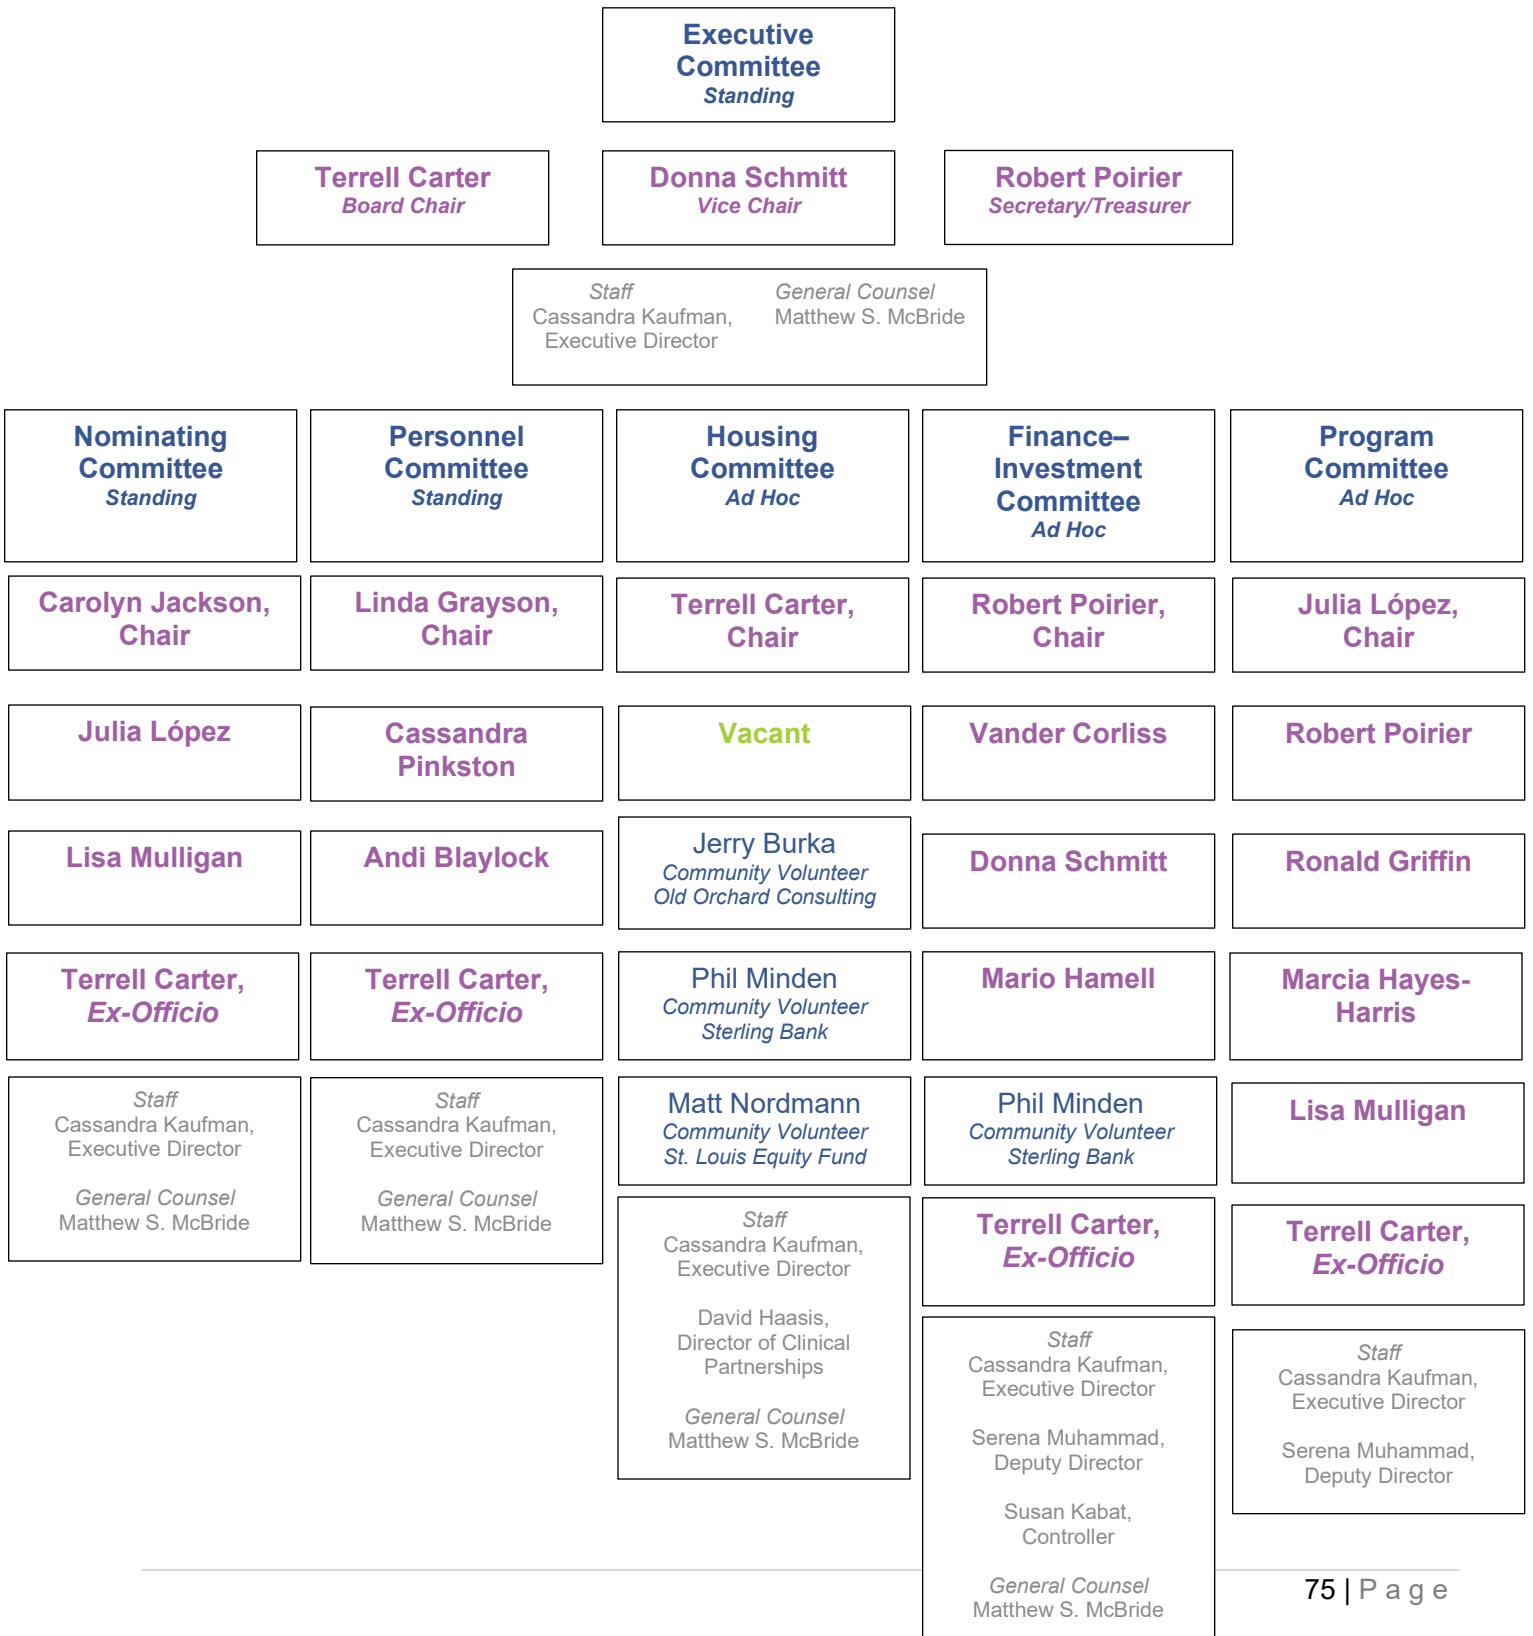 Executive
Committee
Standing
Terrell Carter
Board Chair
Donna Schmitt
Vice Chair
Robert Poirier
Secretary/Treasurer
Staff
Cassandra Kaufman,
Executive Director
General Counsel
Matthew S. McBride
Nominating
Committee
Standing
Carolyn Jackson,
Chair
Julia López
Lisa Mulligan
Terrell Carter,
Ex-Officio
Staff
Cassandra Kaufman,
Executive Director
General Counsel
Matthew S. McBride
Personnel
Committee
Standing
Linda Grayson,
Chair
Cassandra
Pinkston
Andi Blaylock
Terrell Carter,
Ex-Officio
Staff
Cassandra Kaufman,
Executive Director
General Counsel
Matthew S. McBride
Housing
Committee
Ad Hoc
Terrell Carter,
Chair
Vacant
Jerry Burka
Community Volunteer
Old Orchard Consulting
Phil Minden
Community Volunteer
Sterling Bank
Matt Nordmann
Community Volunteer
St. Louis Equity Fund
Staff
Cassandra Kaufman,
Executive Director
David Haasis,
Director of Clinical
Partnerships
General Counsel
Matthew S. McBride
Finance–
Investment
Committee
Ad Hoc
Robert Poirier,
Chair
Vander Corliss
Donna Schmitt
Mario Hamell
Phil Minden
Community Volunteer
Sterling Bank
Terrell Carter,
Ex-Officio
Staff
Cassandra Kaufman,
Executive Director
Serena Muhammad,
Deputy Director
Susan Kabat,
Controller
General Counsel
Matthew S. McBride
Program
Committee
Ad Hoc
Julia López,
Chair
Robert Poirier
Ronald Griffin
Marcia Hayes-
Harris
Lisa Mulligan
Terrell Carter,
Ex-Officio
Staff
Cassandra Kaufman,
Executive Director
Serena Muhammad,
Deputy Director
75 | P a g e